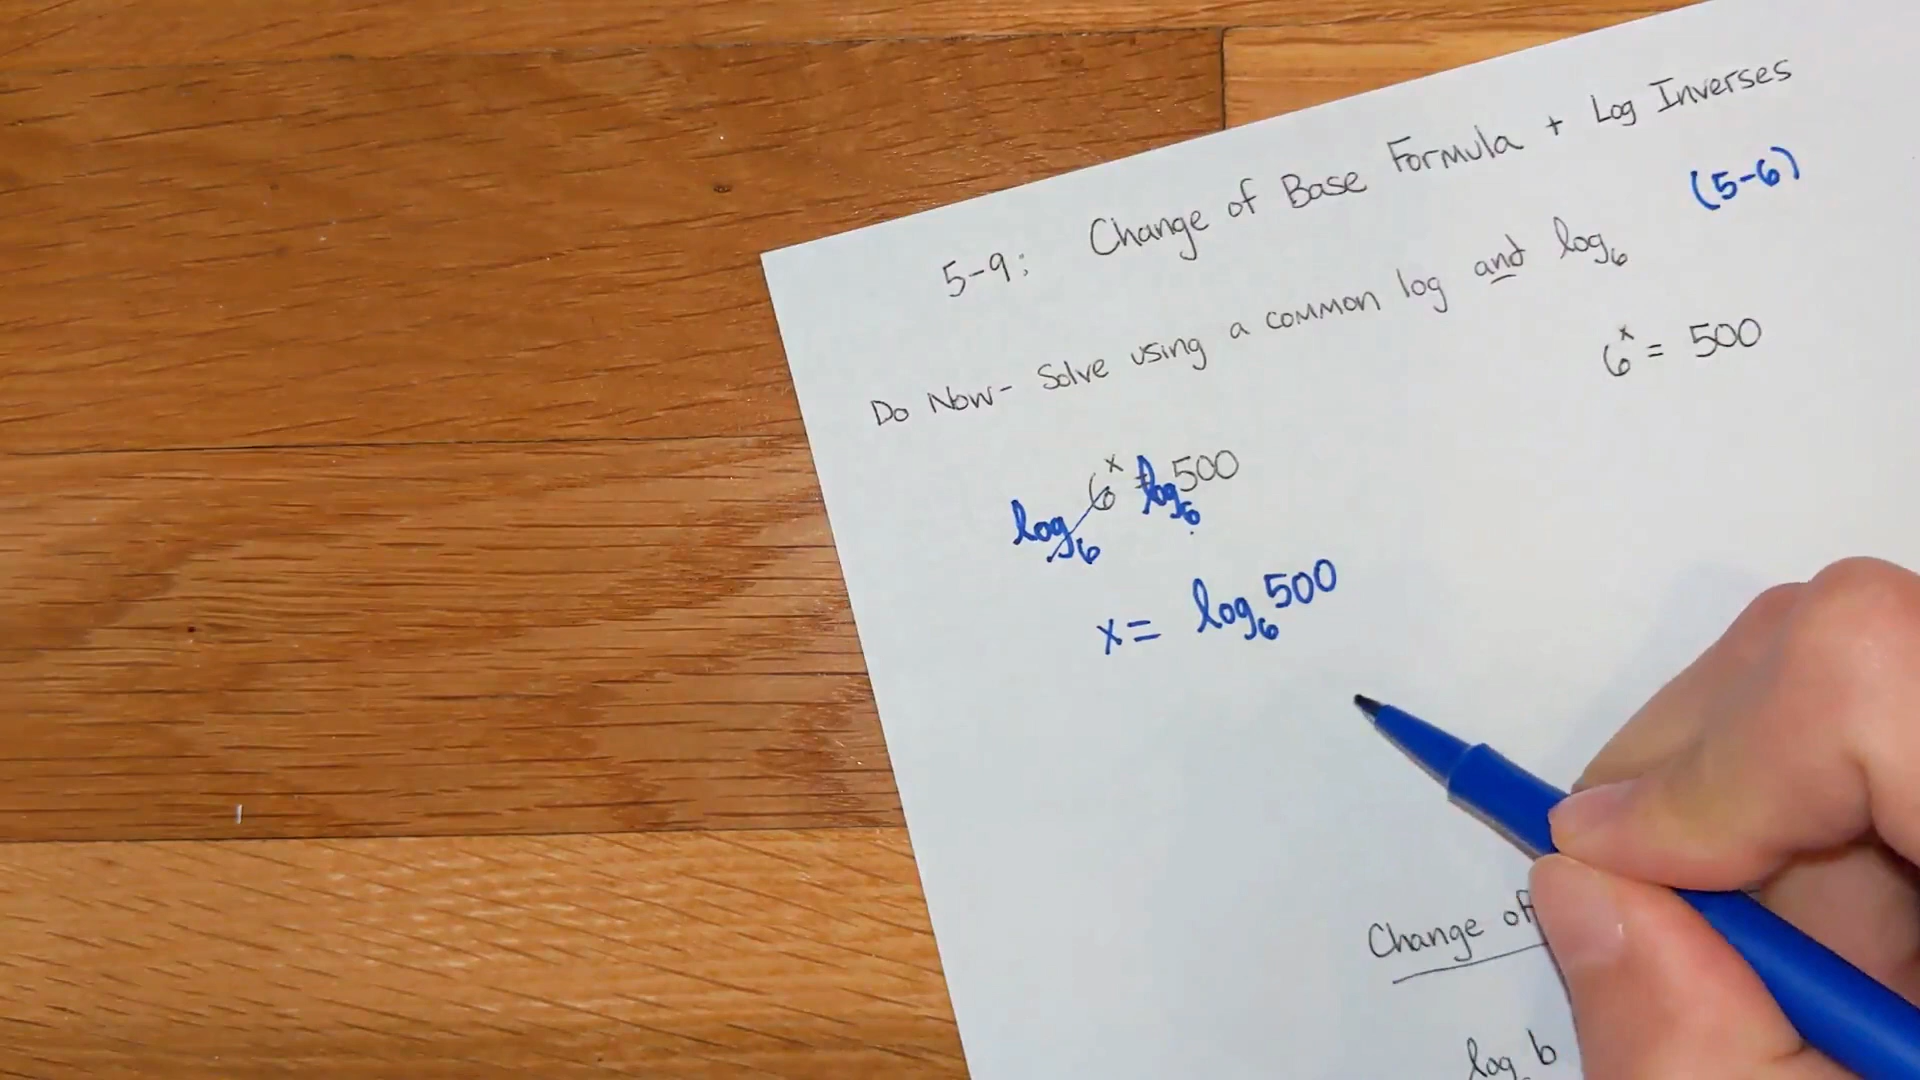 5-9: Change of Base Formula + Log Inverses
(5-6)
Do Now- Solve using a common log and log₆
6ˣ = 500
log₆ 6ˣ = log₆ 500
x = log₆ 500
Change of
log b